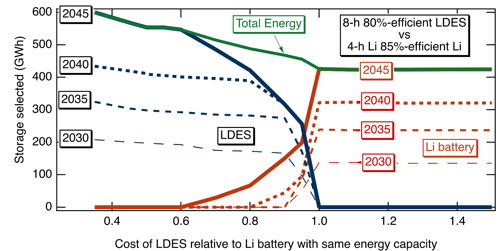 600
500
400
300
200
100
0
Storage selected (GWh)
2045
2040
2035
2030
Total Energy
LDES
8-h 80%-efficient LDES
vs
4-h Li 85%-efficient Li
2045
2040
2035
2030
Li battery
0.4
0.6
0.8
1.0
1.2
1.4
Cost of LDES relative to Li battery with same energy capacity